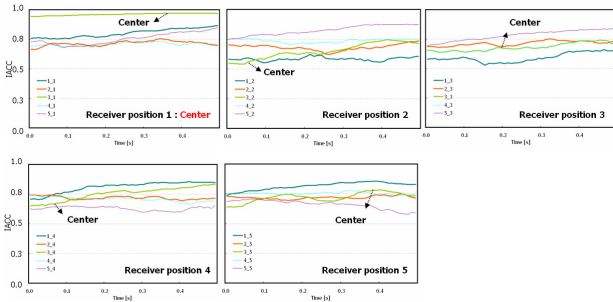 1.0
0.8
0.5
0.3
0.0
IACC
Center
1_1
2_1
3_1
4_1
5_1
Receiver position 1 : Center
0.0 0.1 0.2 0.3 0.4
Time [s]
Center
1_2
2_2
3_2
4_2
5_2
Receiver position 2
0.0 0.1 0.2 0.3 0.4
Time [s]
Center
1_3
2_3
3_3
4_3
5_3
Receiver position 3
0.0 0.1 0.2 0.3 0.4
Time [s]
1.0
0.8
0.5
0.3
0.0
IACC
Center
1_4
2_4
3_4
4_4
5_4
Receiver position 4
0.0 0.1 0.2 0.3 0.4
Time [s]
Center
1_5
2_5
3_5
4_5
5_5
Receiver position 5
0.0 0.1 0.2 0.3 0.4
Time [s]